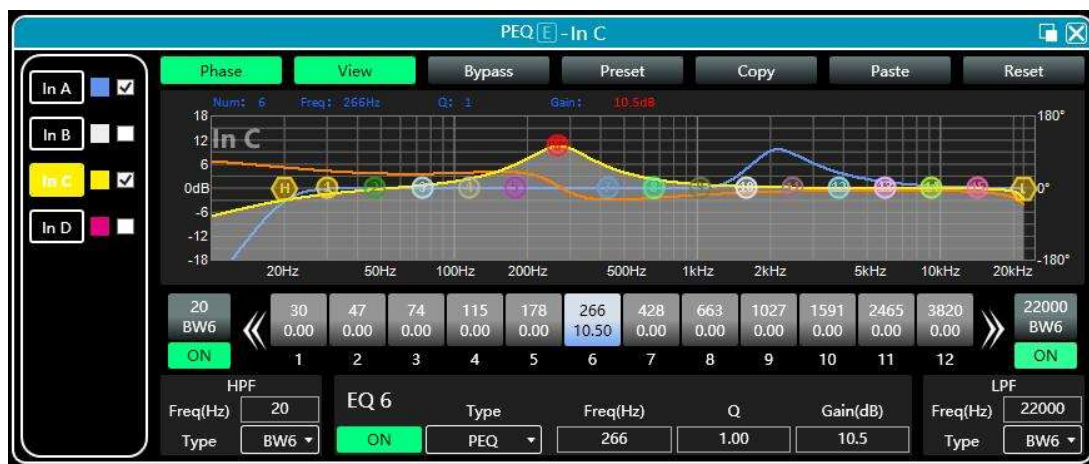 PEQ E - In C
Phase View Bypass Preset Copy Paste Reset
In A
In B
In C
In D
Num: 6 Freq: 266Hz Q: 1 Gain: 10.5dB
In C
18 180°
12
6
0dB 0°
-6
-12
-18 -180°
20Hz 50Hz 100Hz 200Hz 500Hz 1kHz 2kHz 5kHz 10kHz 20kHz
20 30 47 74 115 178 266 428 663 1027 1591 2465 3820 22000
BW6 0.00 0.00 0.00 0.00 0.00 10.50 0.00 0.00 0.00 0.00 0.00 0.00 BW6
ON 1 2 3 4 5 6 7 8 9 10 11 12 ON
HPF
Freq(Hz) 20
Type BW6
EQ 6 Type Freq(Hz) Q Gain(dB)
ON PEQ 266 1.00 10.5
LPF
Freq(Hz) 22000
Type BW6